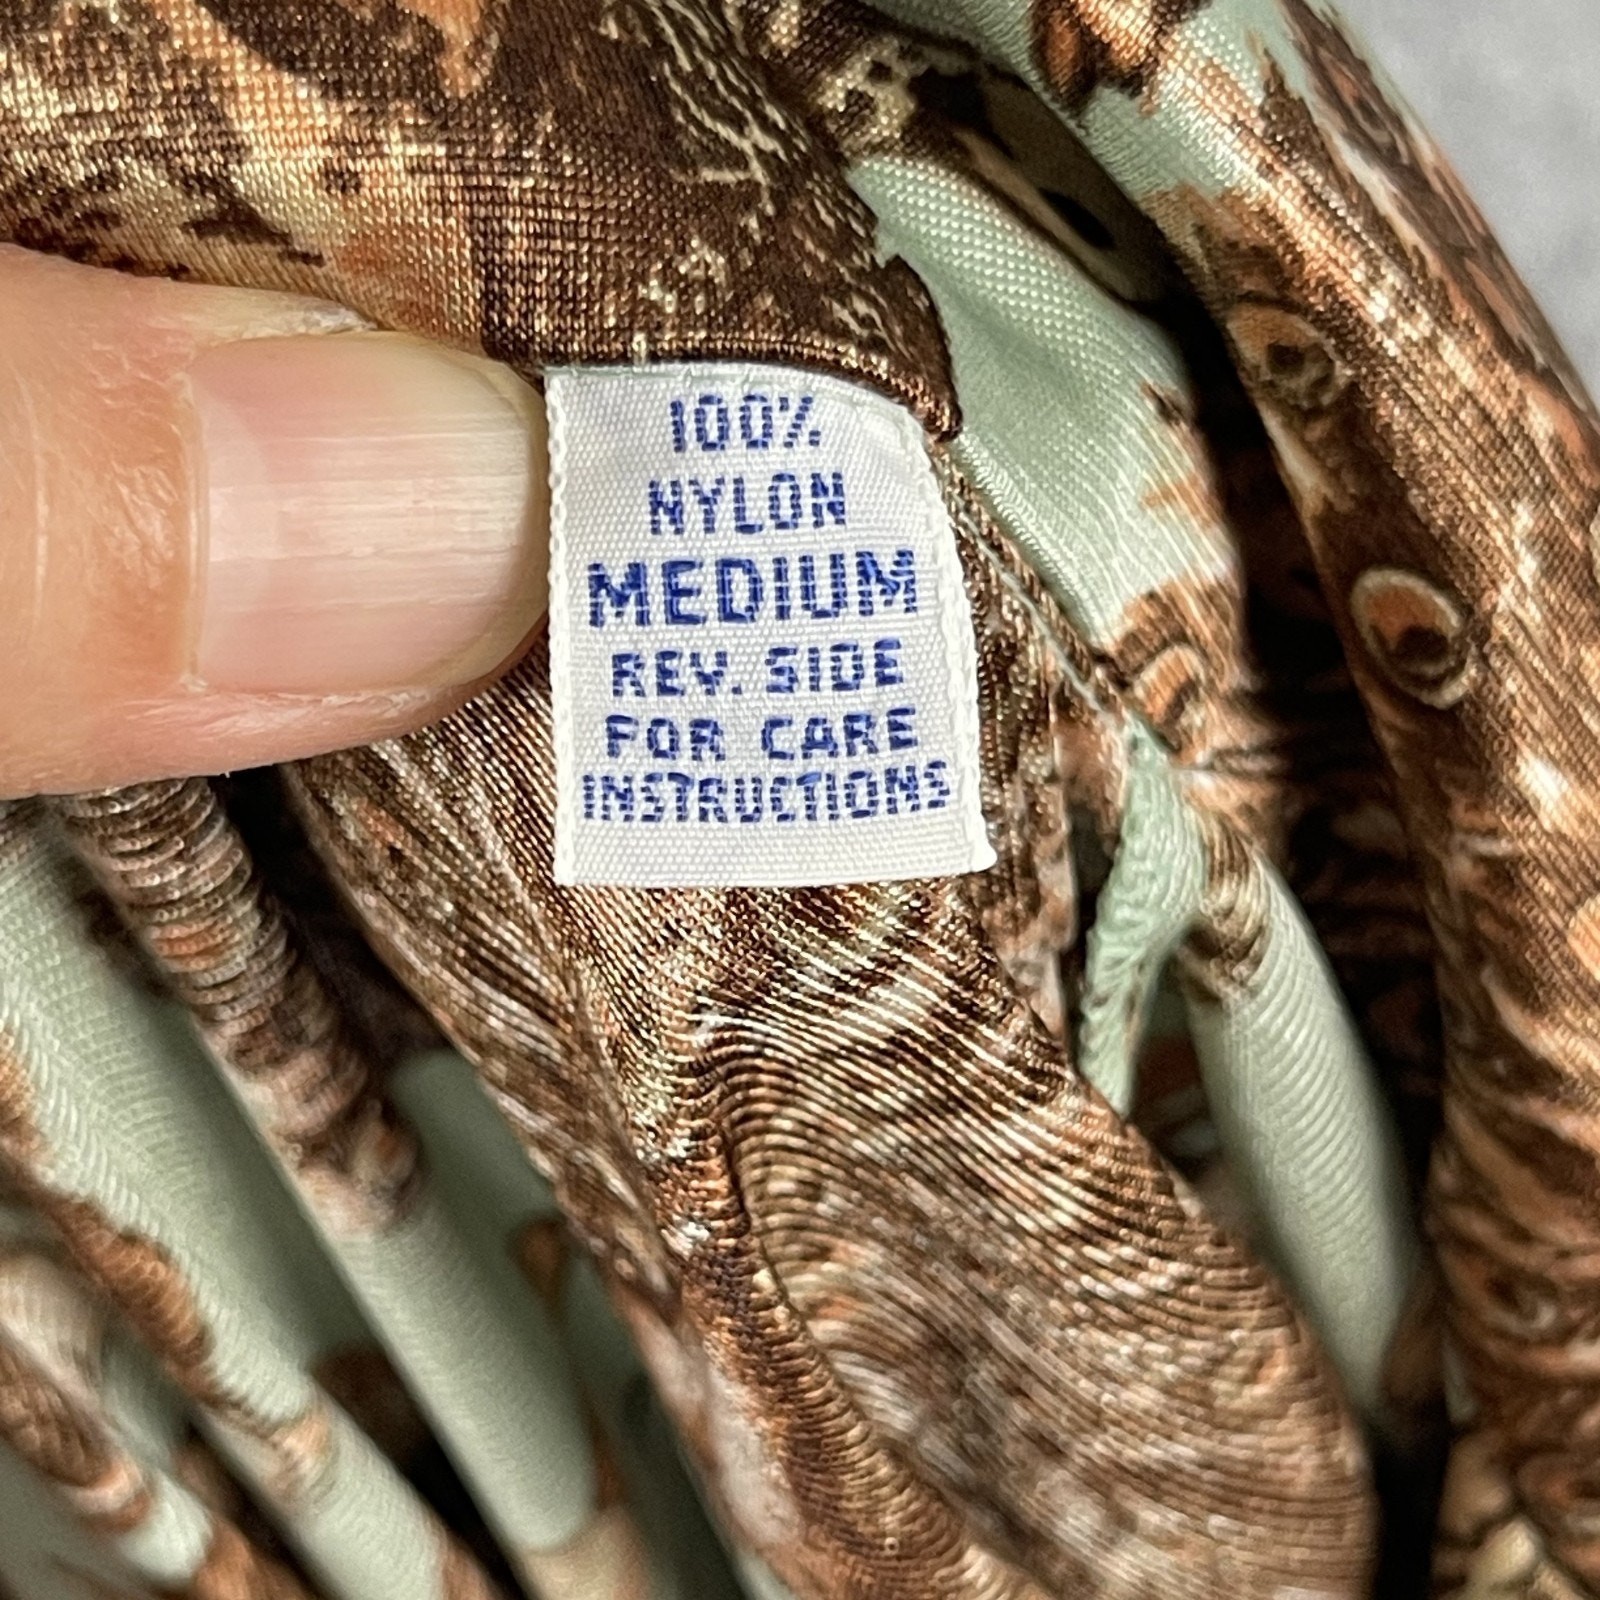 100%
NYLON
MEDIUM
REV. SIDE
FOR CARE
INSTRUCTIONS